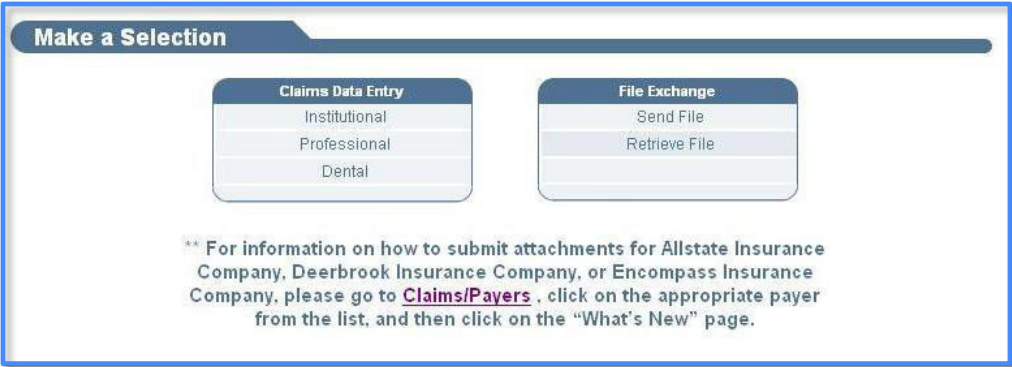 Make a Selection
Claims Data Entry
Institutional
Professional
Dental
File Exchange
Send File
Retrieve File
** For information on how to submit attachments for Allstate Insurance
Company, Deerbrook Insurance Company, or Encompass Insurance
Company, please go to Claims/Payers , click on the appropriate payer
from the list, and then click on the “What’s New” page.